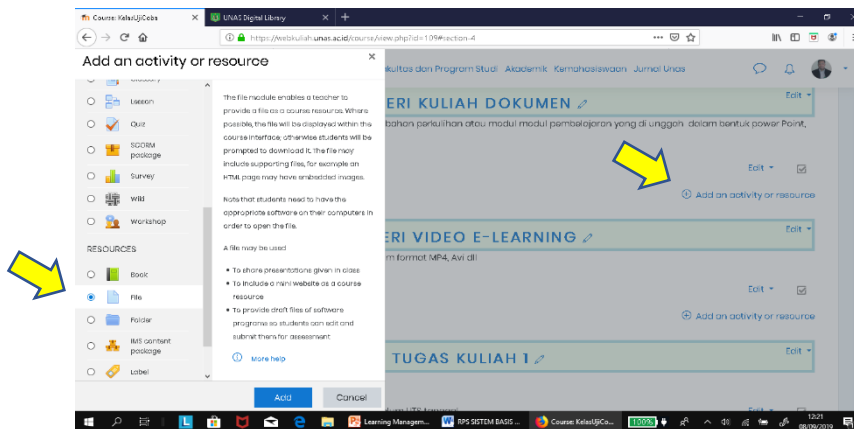 Course: KelasUjiCoba
UNAS Digital Library
https://webkuliah.unas.ac.id/course/view.php?id=109#section-4
Add an activity or resource
Lesson
Quiz
SCORM
package
Survey
Wiki
Workshop
RESOURCES
Book
File
Folder
IMS content
package
Label
The file module enables a teacher to
provide a file as a course resource. Where
possible, the file will be displayed within the
course interface; otherwise students will be
prompted to download it. The file may
include supporting files, for example an
HTML page may have embedded images.
Note that students need to have the
appropriate software on their computers in
order to open the file.
A file may be used
To share presentations given in class
To include a mini website as a course
resource
To provide draft files of software
programs so students can edit and
submit them for assessment
More help
Add
Cancel
dan Program Studi Akademik Kemahasiswaan Jurnal Unas
ERI KULIAH DOKUMEN
Edit
bahan perkulihan atau modul modul pembelajaran yang di unggah dalam bentuk power Point,
Edit
Add an activity or resource
ERI VIDEO E-LEARNING
Edit
format MP4, Avi dll
Edit
Add an activity or resource
TUGAS KULIAH 1
Edit
Learning Managem...
RPS SISTEM BASIS ...
Course: KelasUjiCo...
100%
12:21
08/09/2019